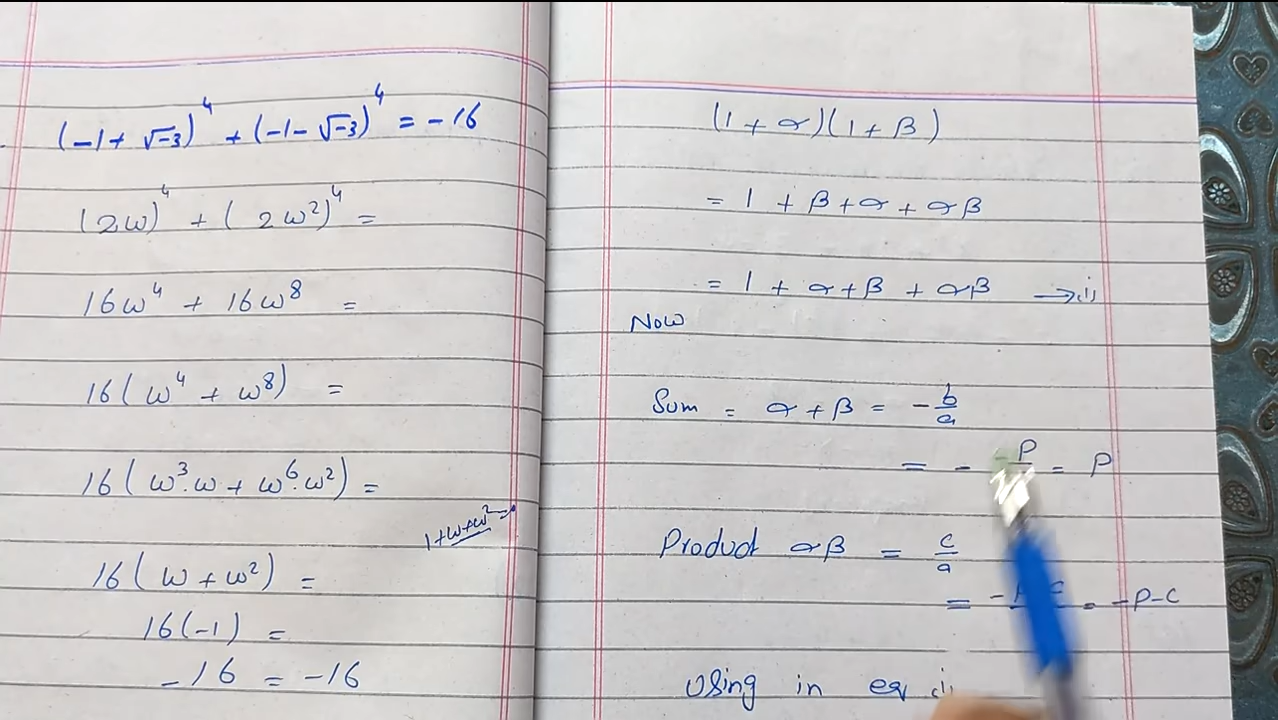 (-1+ √-3)⁴ + (-1-√-3)⁴ = -16
(2ω)⁴ + (2ω²)⁴ =
16ω⁴ + 16ω⁸ =
16(ω⁴ + ω⁸) =
16(ω³.ω + ω⁶.ω²) =
1+ω+ω²=
16(ω + ω²) =
16(-1) =
-16 = -16
(1 + α)(1 + β)
= 1 + β + α + αβ
= 1 + α + β + αβ → i)
Now
Sum = α + β = -b/a
= - -P = P
Product αβ = c/a
= - = -P-C
Using in eq